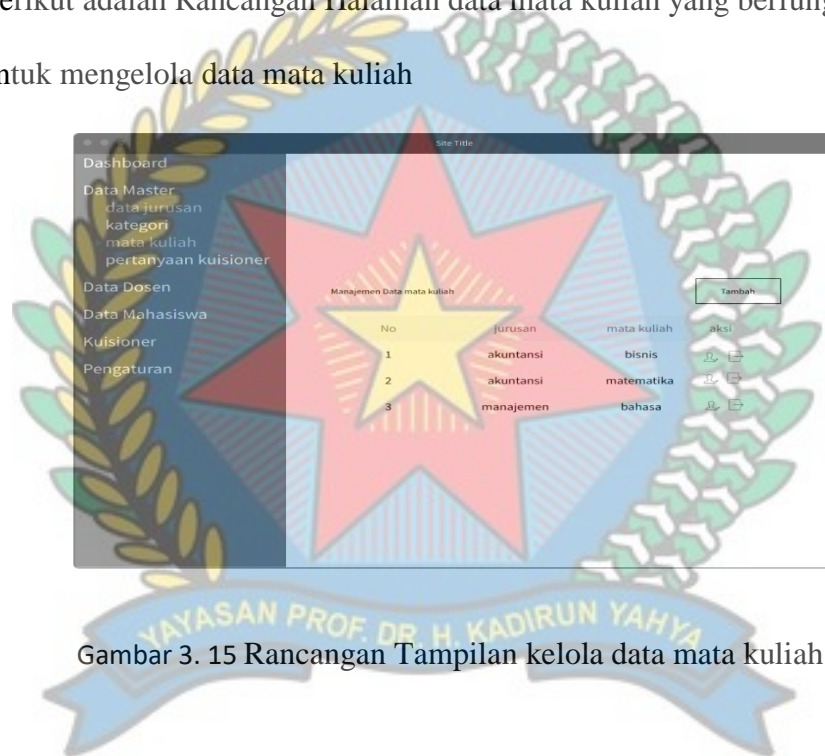 erikut adalah Rancangan Halaman data mata kuliah yang berfung
ntuk mengelola data mata kuliah
Site Title
Dashboard
Data Master
data jurusan
kategori
mata kuliah
pertanyaan kuisioner
Data Dosen
Data Mahasiswa
Kuisioner
Pengaturan
Manajemen Data mata kuliah
Tambah
No jurusan mata kuliah aksi
1 akuntansi bisnis
2 akuntansi matematika
3 manajemen bahasa
YAYASAN PROF. DR. H. KADIRUN YAHYA
Gambar 3. 15 Rancangan Tampilan kelola data mata kuliah